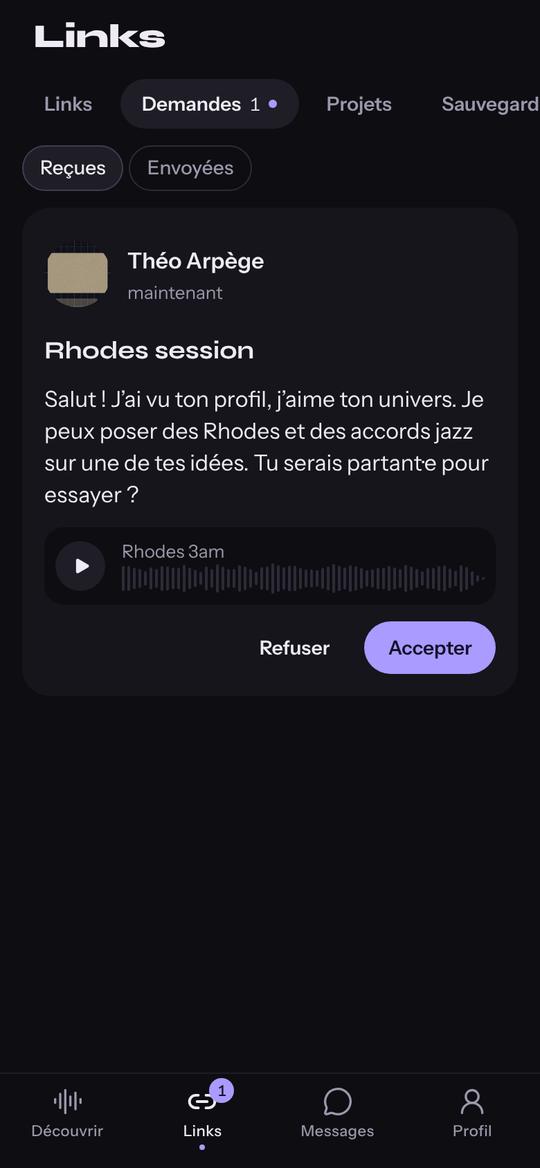 Links
Links Demandes 1 Projets Sauvegard
Reçues Envoyées
Théo Arpège
maintenant
Rhodes session
Salut ! J’ai vu ton profil, j’aime ton univers. Je
peux poser des Rhodes et des accords jazz
sur une de tes idées. Tu serais partant·e pour
essayer ?
Rhodes 3am
Refuser Accepter
1
Découvrir Links Messages Profil